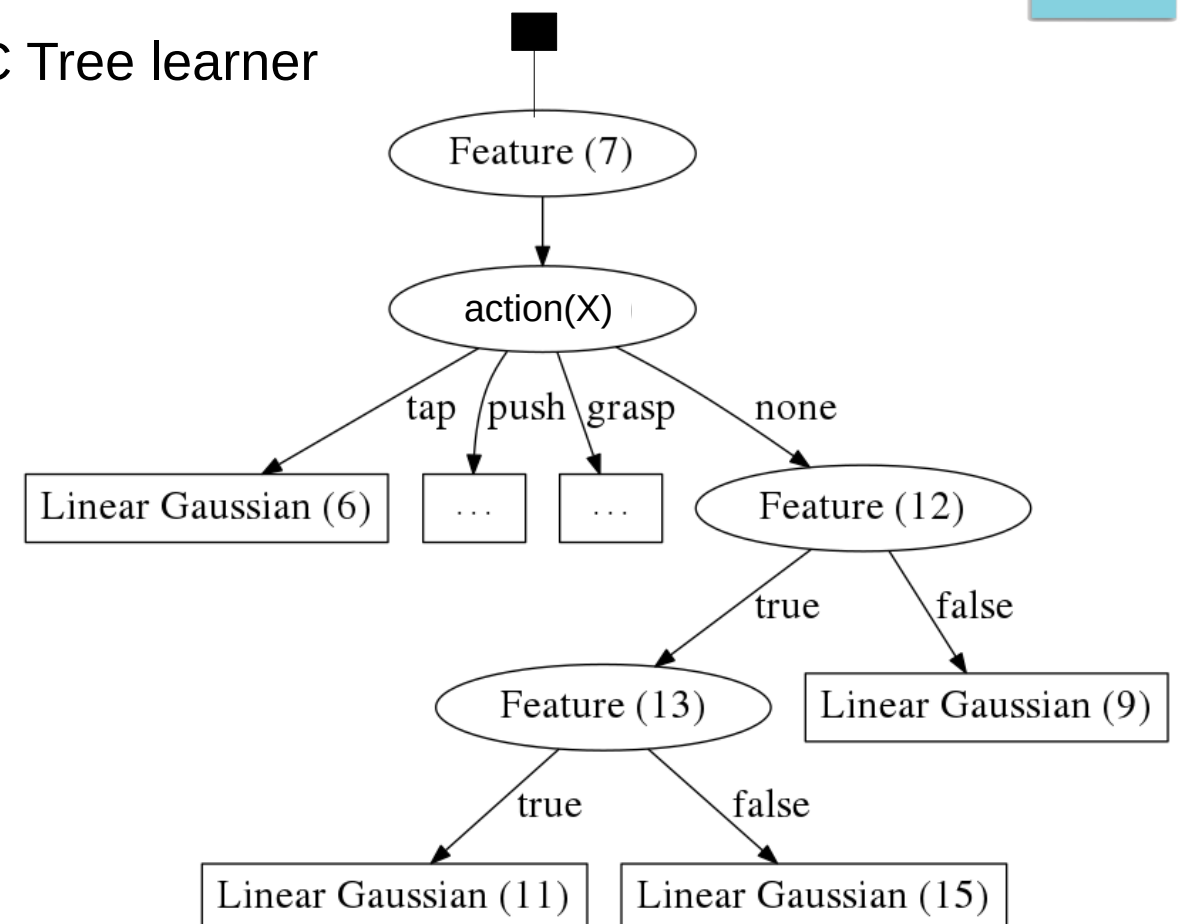 C Tree learner
Feature (7)
action(X)
tap push grasp none
Linear Gaussian (6) ... ... Feature (12)
true false
Feature (13) Linear Gaussian (9)
true false
Linear Gaussian (11) Linear Gaussian (15)